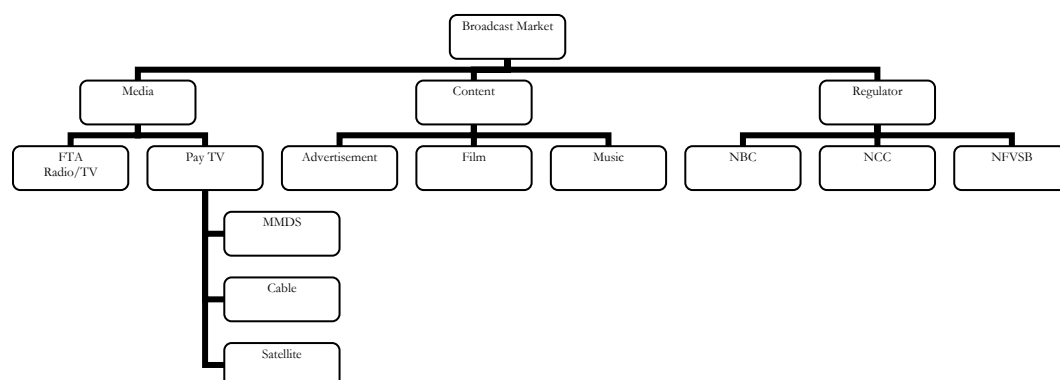 Broadcast Market
Media
Content
Regulator
FTA
Radio/TV
Pay TV
Advertisement
Film
Music
NBC
NCC
NFVSB
MMDS
Cable
Satellite